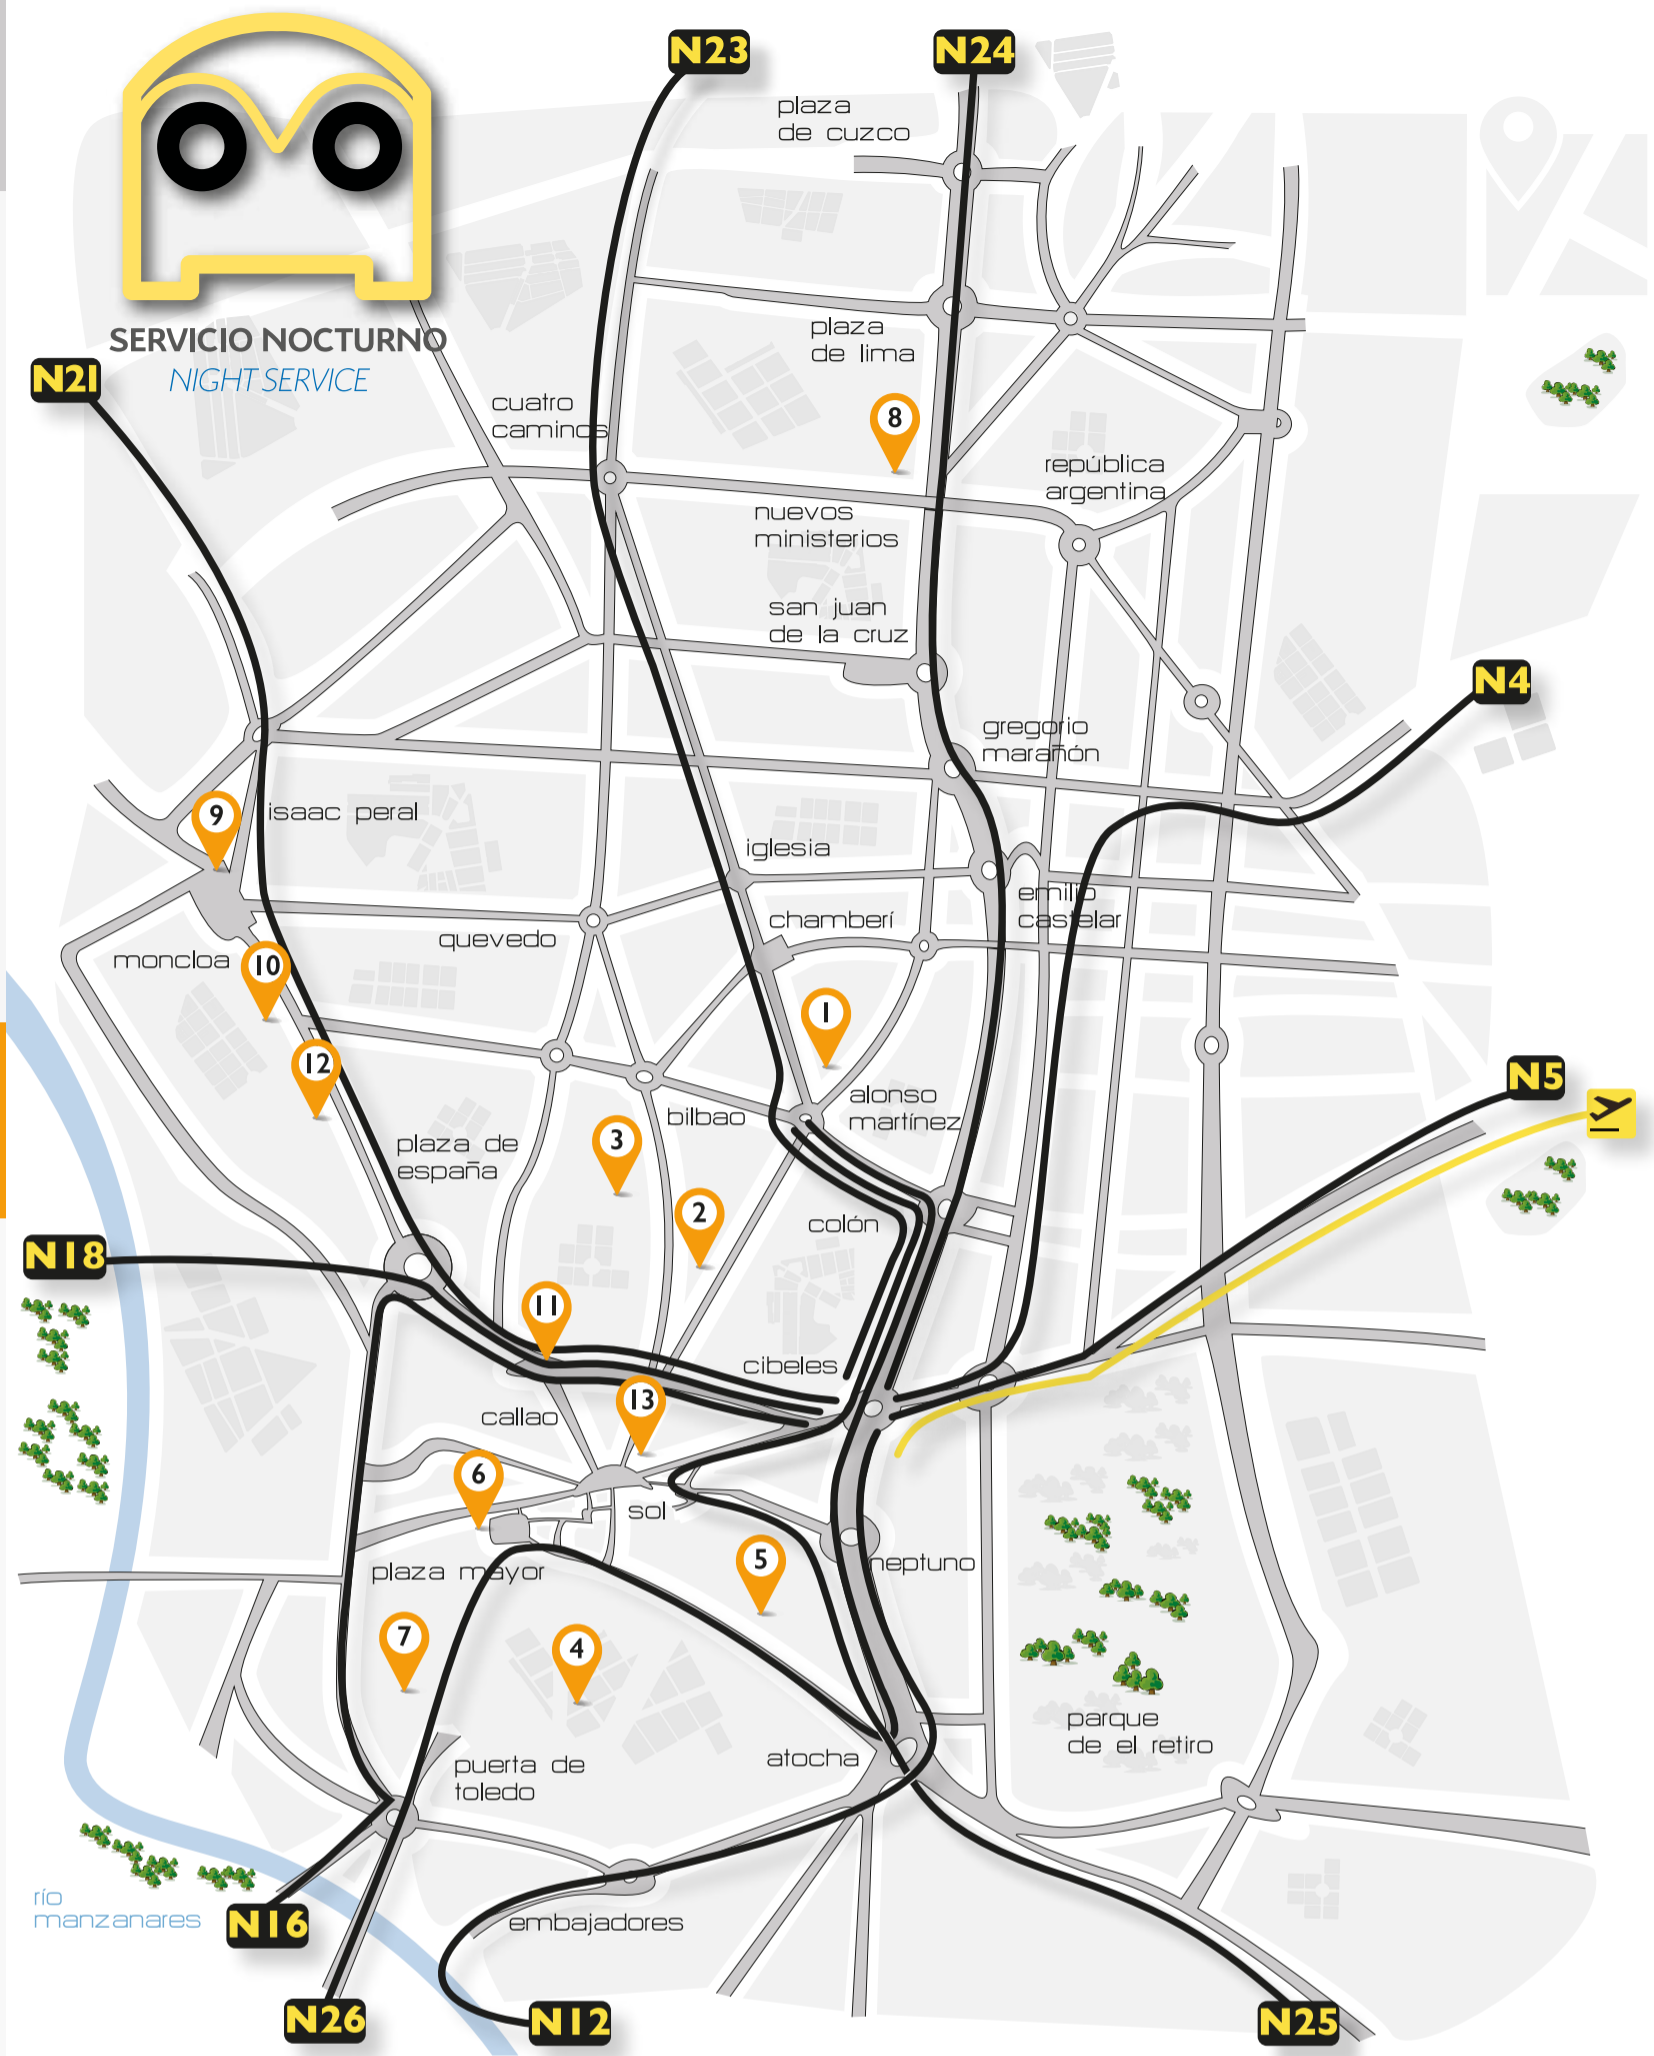 N23
N24
plaza
de cuzco
SERVICIO NOCTURNO
NIGHT SERVICE
N21
plaza
de lima
cuatro
caminos
8
república
argentina
nuevos
ministerios
san juan
de la cruz
N4
gregorio
marañón
9
isaac peral
iglesia
emilio
castelar
chamberí
quevedo
moncloa
10
1
12
N5
alonso
martínez
bilbao
3
plaza de
españa
2
colón
N18
11
cibeles
13
callao
6
sol
5
neptuno
plaza mayor
7
4
parque
de el retiro
atocha
puerta de
toledo
río
manzanares
N16
embajadores
N26
N12
N25